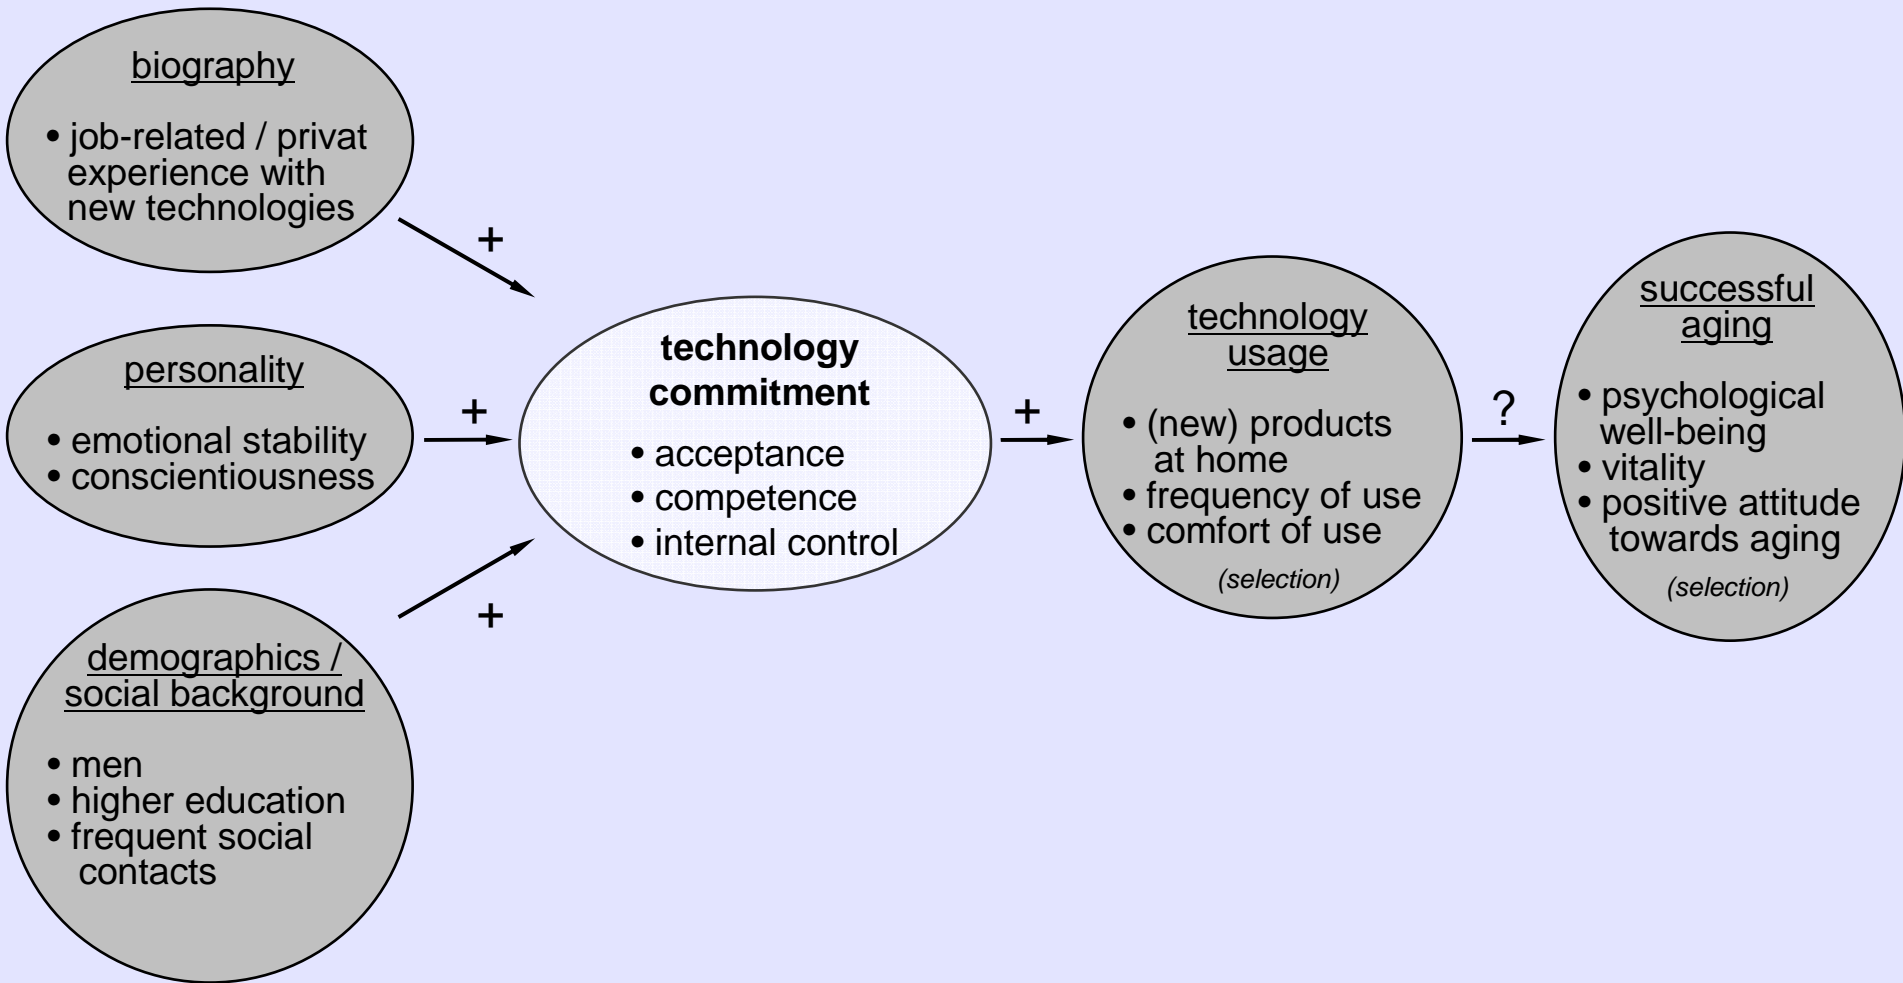 biography
• job-related / privat
experience with
new technologies
+
personality
• emotional stability
• conscientiousness
+
demographics /
social background
• men
• higher education
• frequent social
contacts
+
technology
commitment
• acceptance
• competence
• internal control
+
technology
usage
• (new) products
at home
• frequency of use
• comfort of use
(selection)
?
successful
aging
• psychological
well-being
• vitality
• positive attitude
towards aging
(selection)